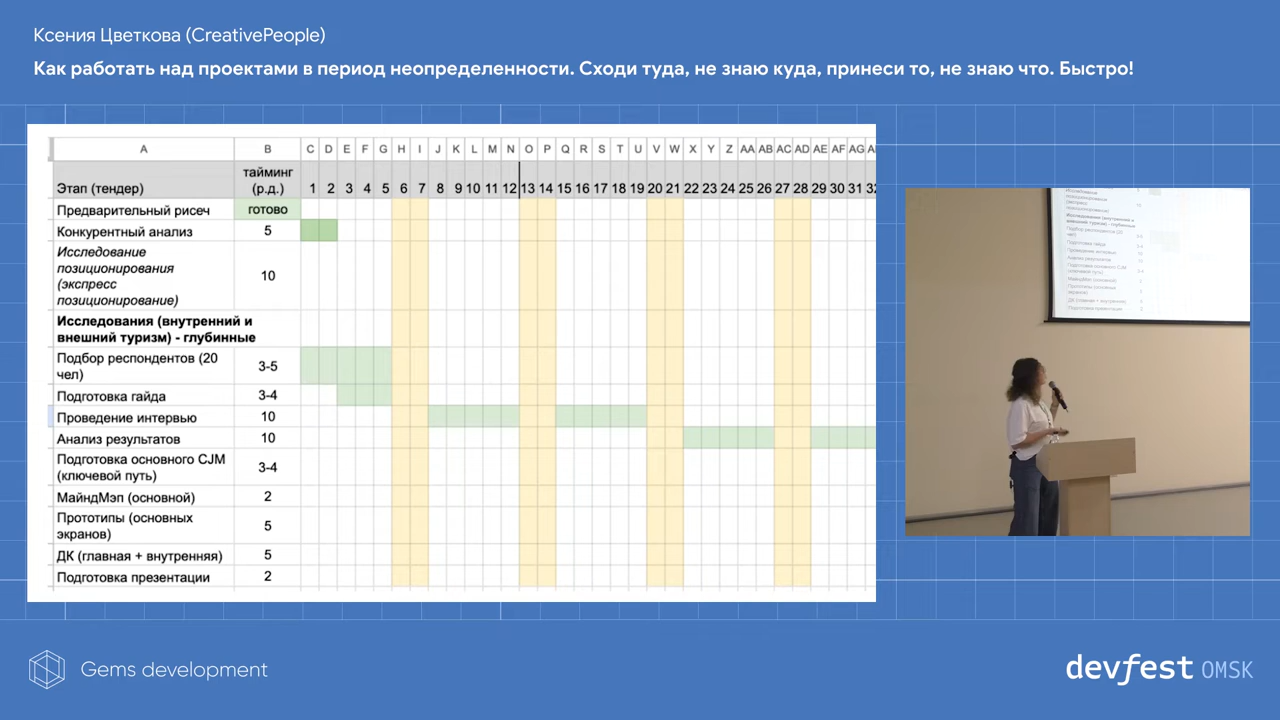 Ксения Цветкова (CreativePeople)
Как работать над проектами в период неопределенности. Сходи туда, не знаю куда, принеси то, не знаю что. Быстро!
A B C D E F G H I J K L M N O P Q R S T U V W X Y Z AA AB AC AD AE AF AG
Этап (тендер) тайминг (р.д.) 1 2 3 4 5 6 7 8 9 10 11 12 13 14 15 16 17 18 19 20 21 22 23 24 25 26 27 28 29 30 31 32
Предварительный рисеч готово
Конкурентный анализ 5
Исследование
позиционирования
(экспресс
позиционирование) 10
Исследования (внутренний и
внешний туризм) - глубинные
Подбор респондентов (20
чел) 3-5
Подготовка гайда 3-4
Проведение интервью 10
Анализ результатов 10
Подготовка основного CJM
(ключевой путь) 3-4
МайндМэп (основной) 2
Прототипы (основных
экранов) 5
ДК (главная + внутренняя) 5
Подготовка презентации 2
Gems development
devfest OMSK